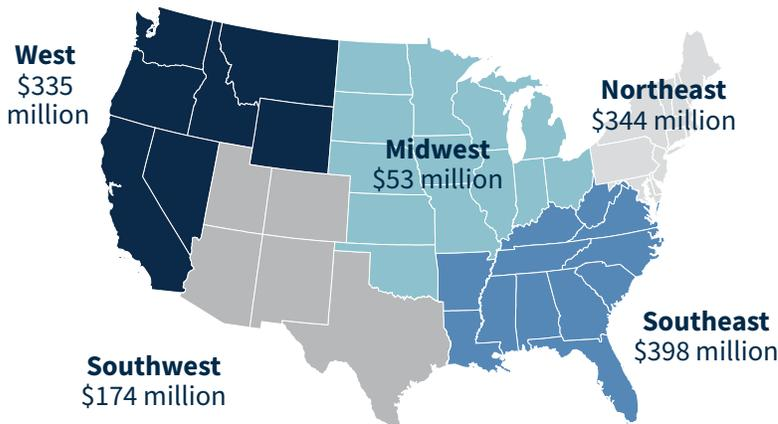 West
$335
million
Northeast
$344 million
Midwest
$53 million
Southeast
$398 million
Southwest
$174 million